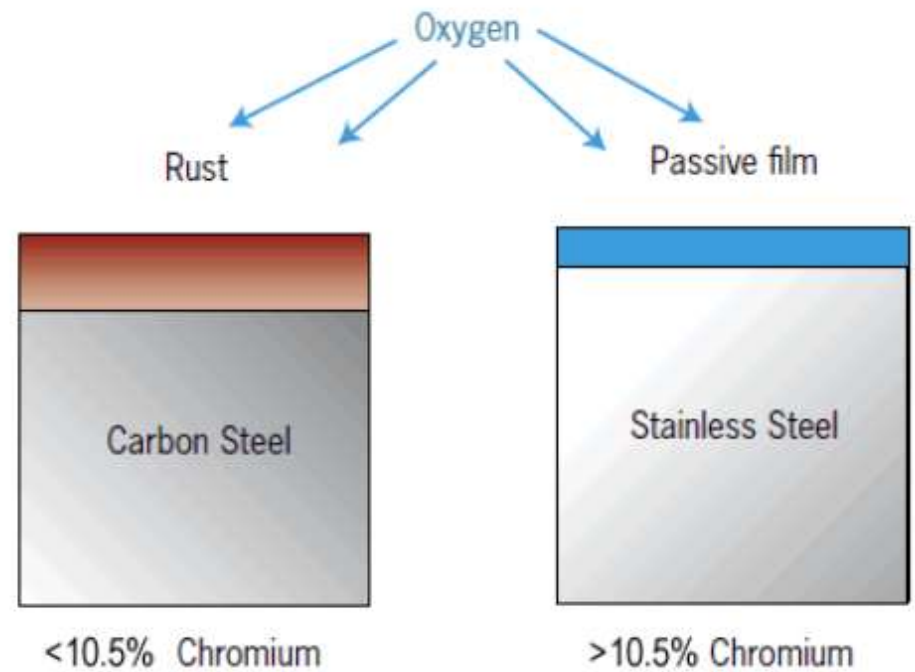 Oxygen
Rust
Passive film
Carbon Steel
Stainless Steel
<10.5% Chromium
>10.5% Chromium